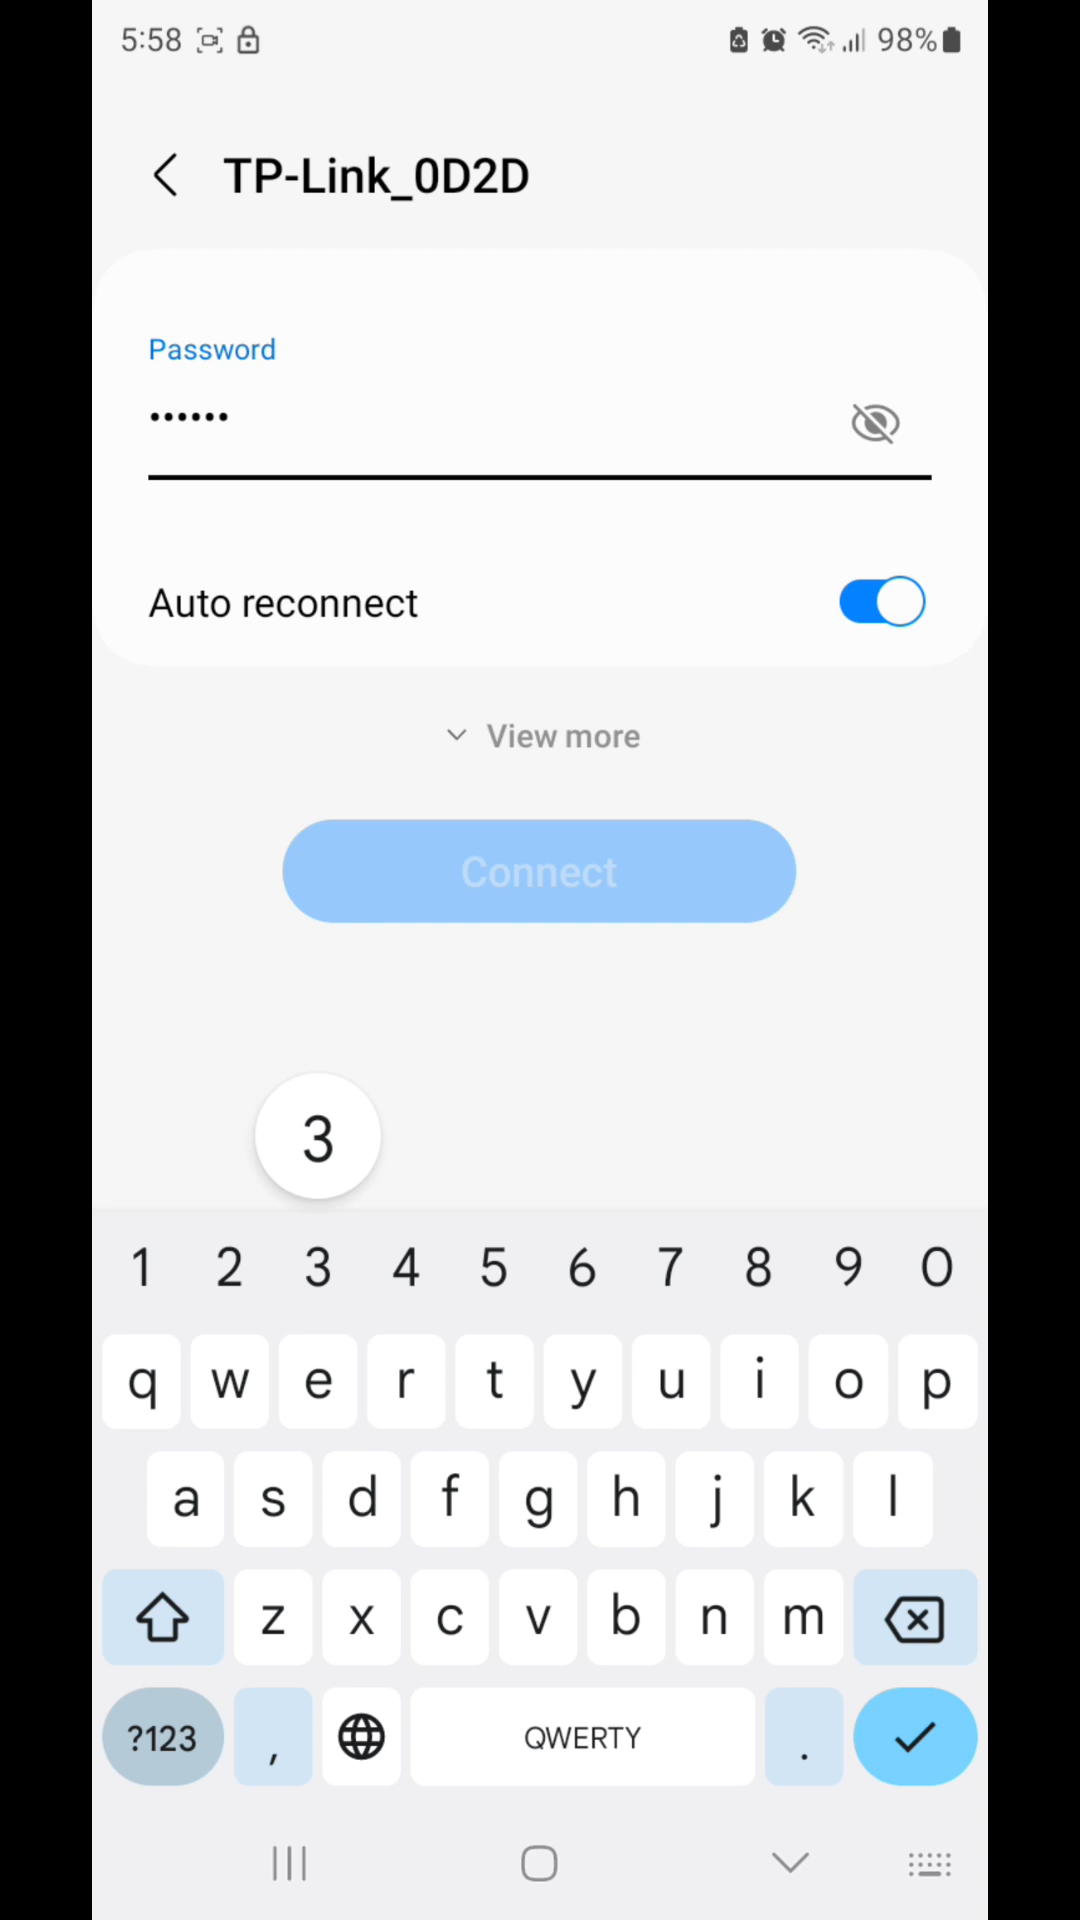 5:58 98%
TP-Link_0D2D
Password
••••••
Auto reconnect
View more
Connect
3
1 2 3 4 5 6 7 8 9 0
q w e r t y u i o p
a s d f g h j k l
z x c v b n m
?123 , QWERTY .